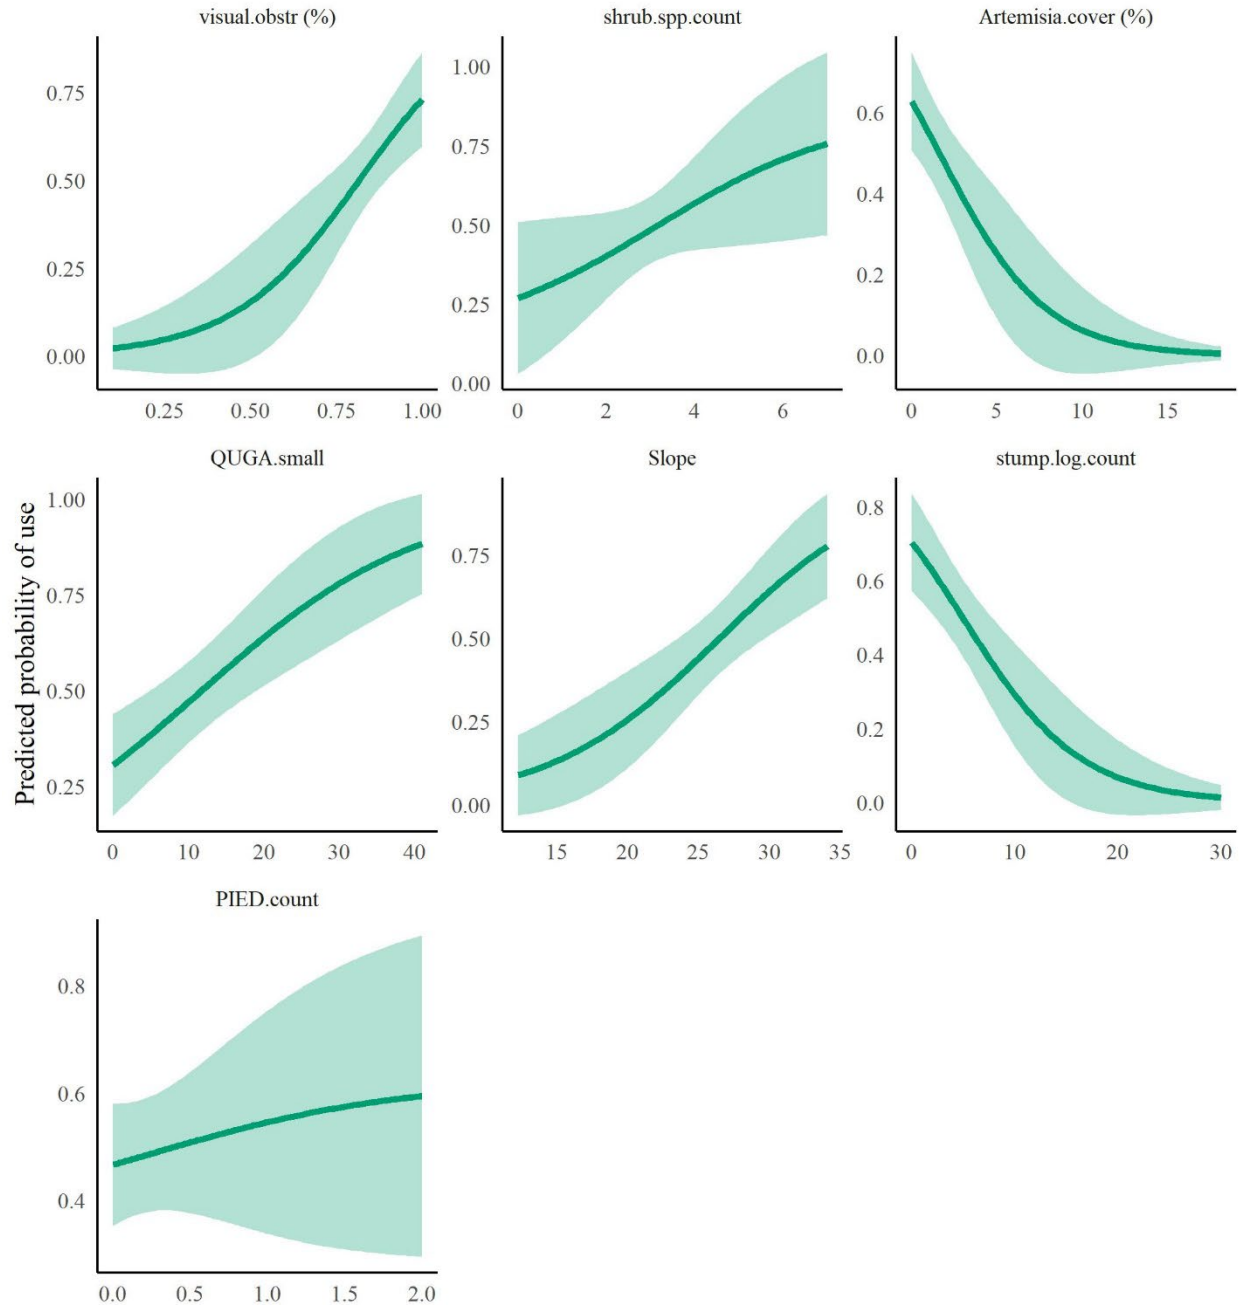 visual.obstr (%) shrub.spp.count Artemisia.cover (%)
0.75
0.50
0.25
0.00
1.00
0.75
0.50
0.25
0.00
0.6
0.4
0.2
0.0
0.25 0.50 0.75 1.00
0 2 4 6
0 5 10 15
QUGA.small Slope stump.log.count
Predicted probability of use
1.00
0.75
0.50
0.25
0.75
0.50
0.25
0.00
0.8
0.6
0.4
0.2
0.0
0 10 20 30 40
15 20 25 30 35
0 10 20 30
PIED.count
0.8
0.6
0.4
0.0 0.5 1.0 1.5 2.0